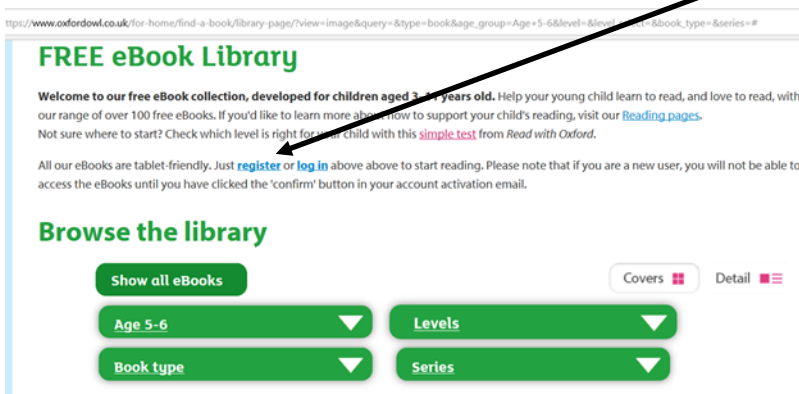 ttps://www.oxfordowl.co.uk/for-home/find-a-book/library-page/?view=image&query=&type=book&age_group=Age+5-6&level=&level_select=&book_type=&series=#
FREE eBook Library
Welcome to our free eBook collection, developed for children aged 3-11 years old. Help your young child learn to read, and love to read, with
our range of over 100 free eBooks. If you'd like to learn more about how to support your child's reading, visit our Reading pages.
Not sure where to start? Check which level is right for your child with this simple test from Read with Oxford.
All our eBooks are tablet-friendly. Just register or log in above above to start reading. Please note that if you are a new user, you will not be able to
access the eBooks until you have clicked the 'confirm' button in your account activation email.
Browse the library
Show all eBooks
Covers
Detail
Age 5-6
Levels
Book type
Series